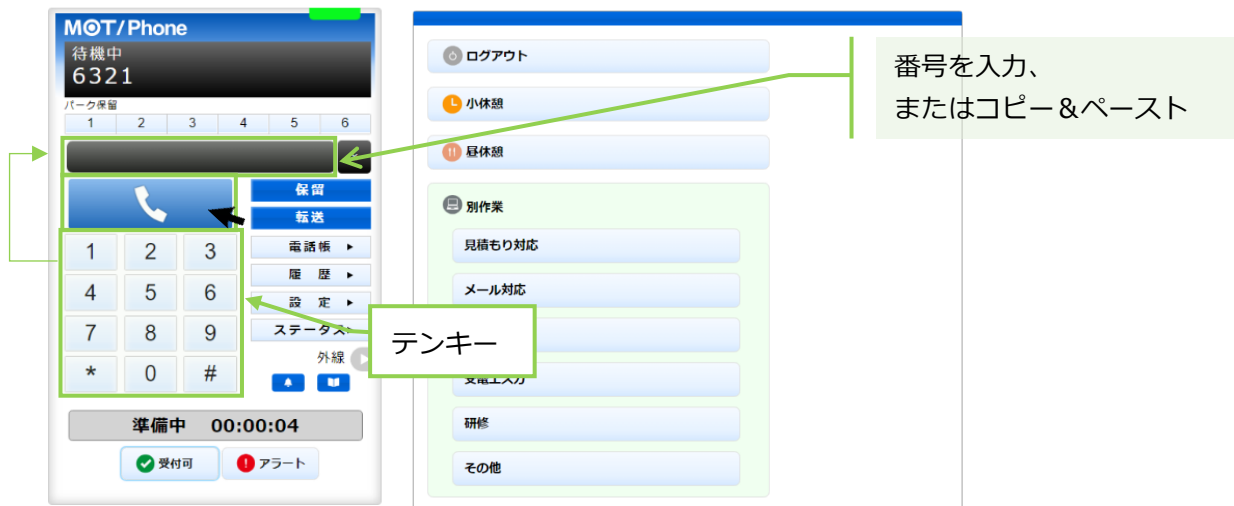 MOT/Phone
待機中
6321
パーク保留
1 2 3 4 5 6
保留
転送
1 2 3
電話帳
履 歴
4 5 6
設 定
7 8 9
ステータス
外線
* 0 #
準備中 00:00:04
受付可
アラート
ログアウト
小休憩
昼休憩
別作業
見積もり対応
メール対応
研修
その他
番号を入力、
またはコピー＆ペースト
テンキー